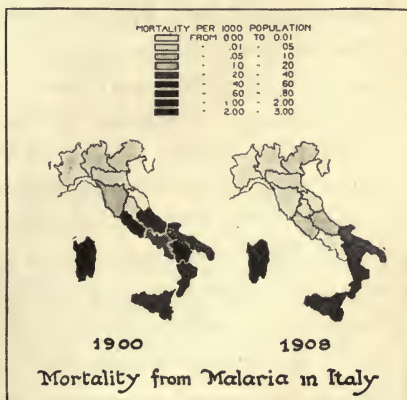 MORTALITY PER 1000 POPULATION
FROM 0.00 TO 0.01
" .01 " .05
" .05 " .10
" .10 " .20
" .20 " .40
" .40 " .60
" .60 " .80
" 1.00 " 2.00
" 2.00 " 3.00
1900 1908
Mortality from Malaria in Italy